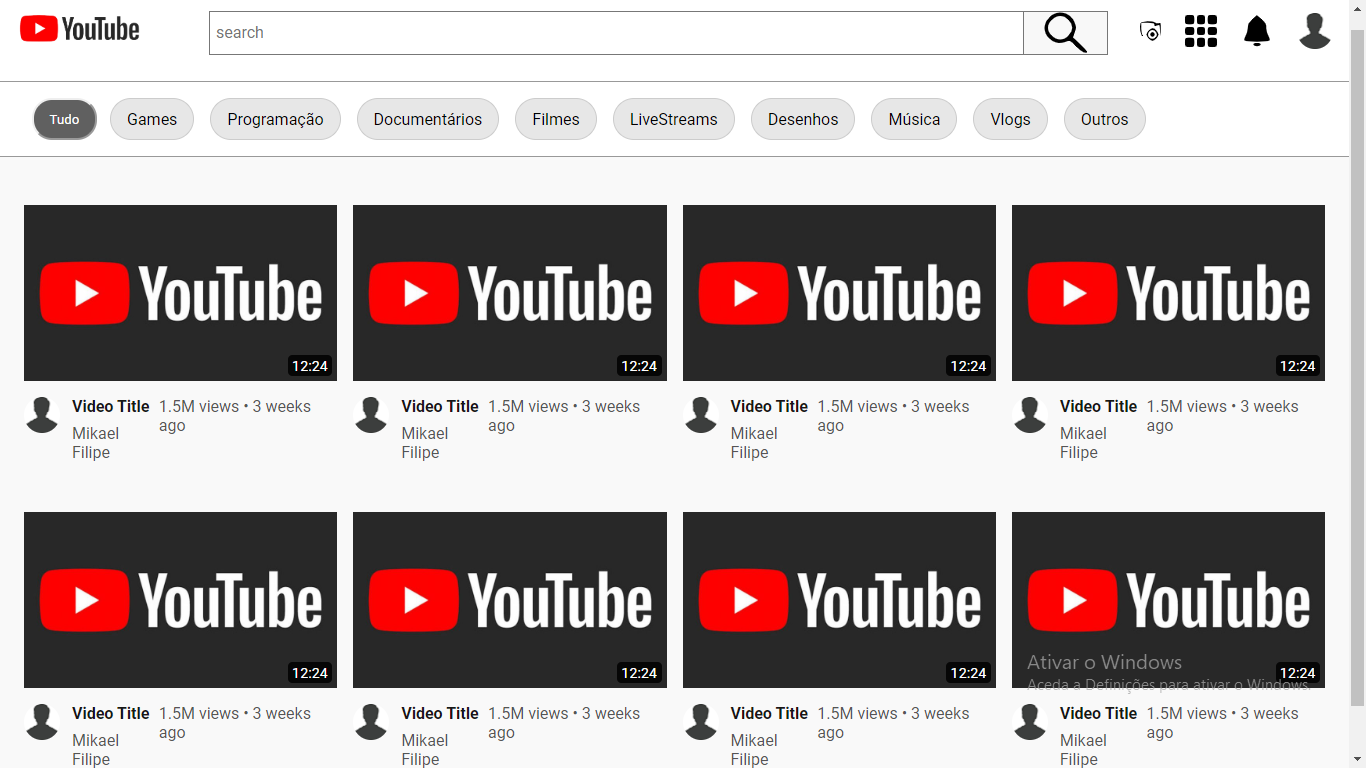 YouTube
search
Tudo Games Programação Documentários Filmes LiveStreams Desenhos Música Vlogs Outros
YouTube YouTube YouTube YouTube
12:24 12:24 12:24 12:24
Video Title 1.5M views • 3 weeks Video Title 1.5M views • 3 weeks Video Title 1.5M views • 3 weeks Video Title 1.5M views • 3 weeks
ago ago ago ago
Mikael Mikael Mikael Mikael
Filipe Filipe Filipe Filipe
YouTube YouTube YouTube YouTube
Ativar o Windows
12:24 12:24 12:24 12:24
Aceda a Definições para ativar o Windows.
Video Title 1.5M views • 3 weeks Video Title 1.5M views • 3 weeks Video Title 1.5M views • 3 weeks Video Title 1.5M views • 3 weeks
ago ago ago ago
Mikael Mikael Mikael Mikael
Filipe Filipe Filipe Filipe